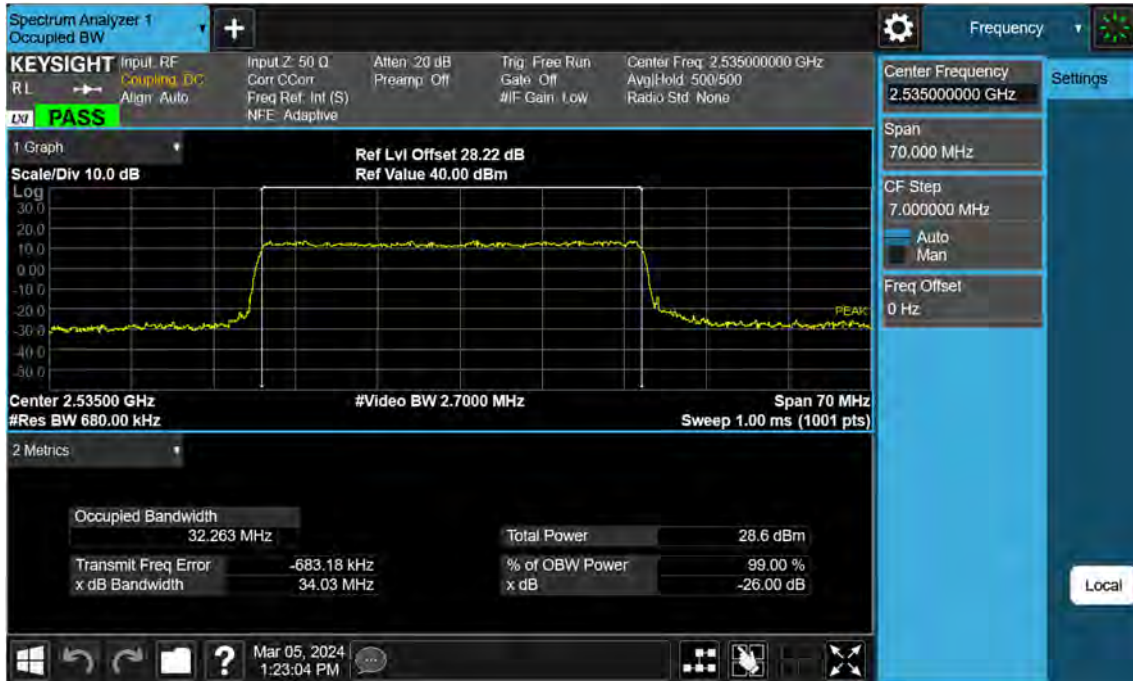 Spectrum Analyzer 1
Occupied BW
+
Frequency
KEYSIGHT
RL
LXI
PASS
Input: RF
Coupling: DC
Align: Auto
Input Z: 50 Ω
Corr CCorr
Freq Ref: Int (S)
NFE: Adaptive
Atten: 20 dB
Preamp: Off
Trig: Free Run
Gate: Off
#IF Gain: Low
Center Freq: 2.535000000 GHz
Avg|Hold: 500/500
Radio Std: None
1 Graph
Scale/Div 10.0 dB
Ref Lvl Offset 28.22 dB
Ref Value 40.00 dBm
Log
30.0
20.0
10.0
0.00
-10.0
-20.0
-30.0
-40.0
-50.0
PEAK
Center 2.53500 GHz
#Res BW 680.00 kHz
#Video BW 2.7000 MHz
Span 70 MHz
Sweep 1.00 ms (1001 pts)
2 Metrics
Occupied Bandwidth
32.263 MHz
Transmit Freq Error -683.18 kHz
x dB Bandwidth 34.03 MHz
Total Power 28.6 dBm
% of OBW Power 99.00 %
x dB -26.00 dB
Center Frequency
2.535000000 GHz
Span
70.000 MHz
CF Step
7.000000 MHz
Auto
Man
Freq Offset
0 Hz
Settings
Local
?
Mar 05, 2024
1:23:04 PM